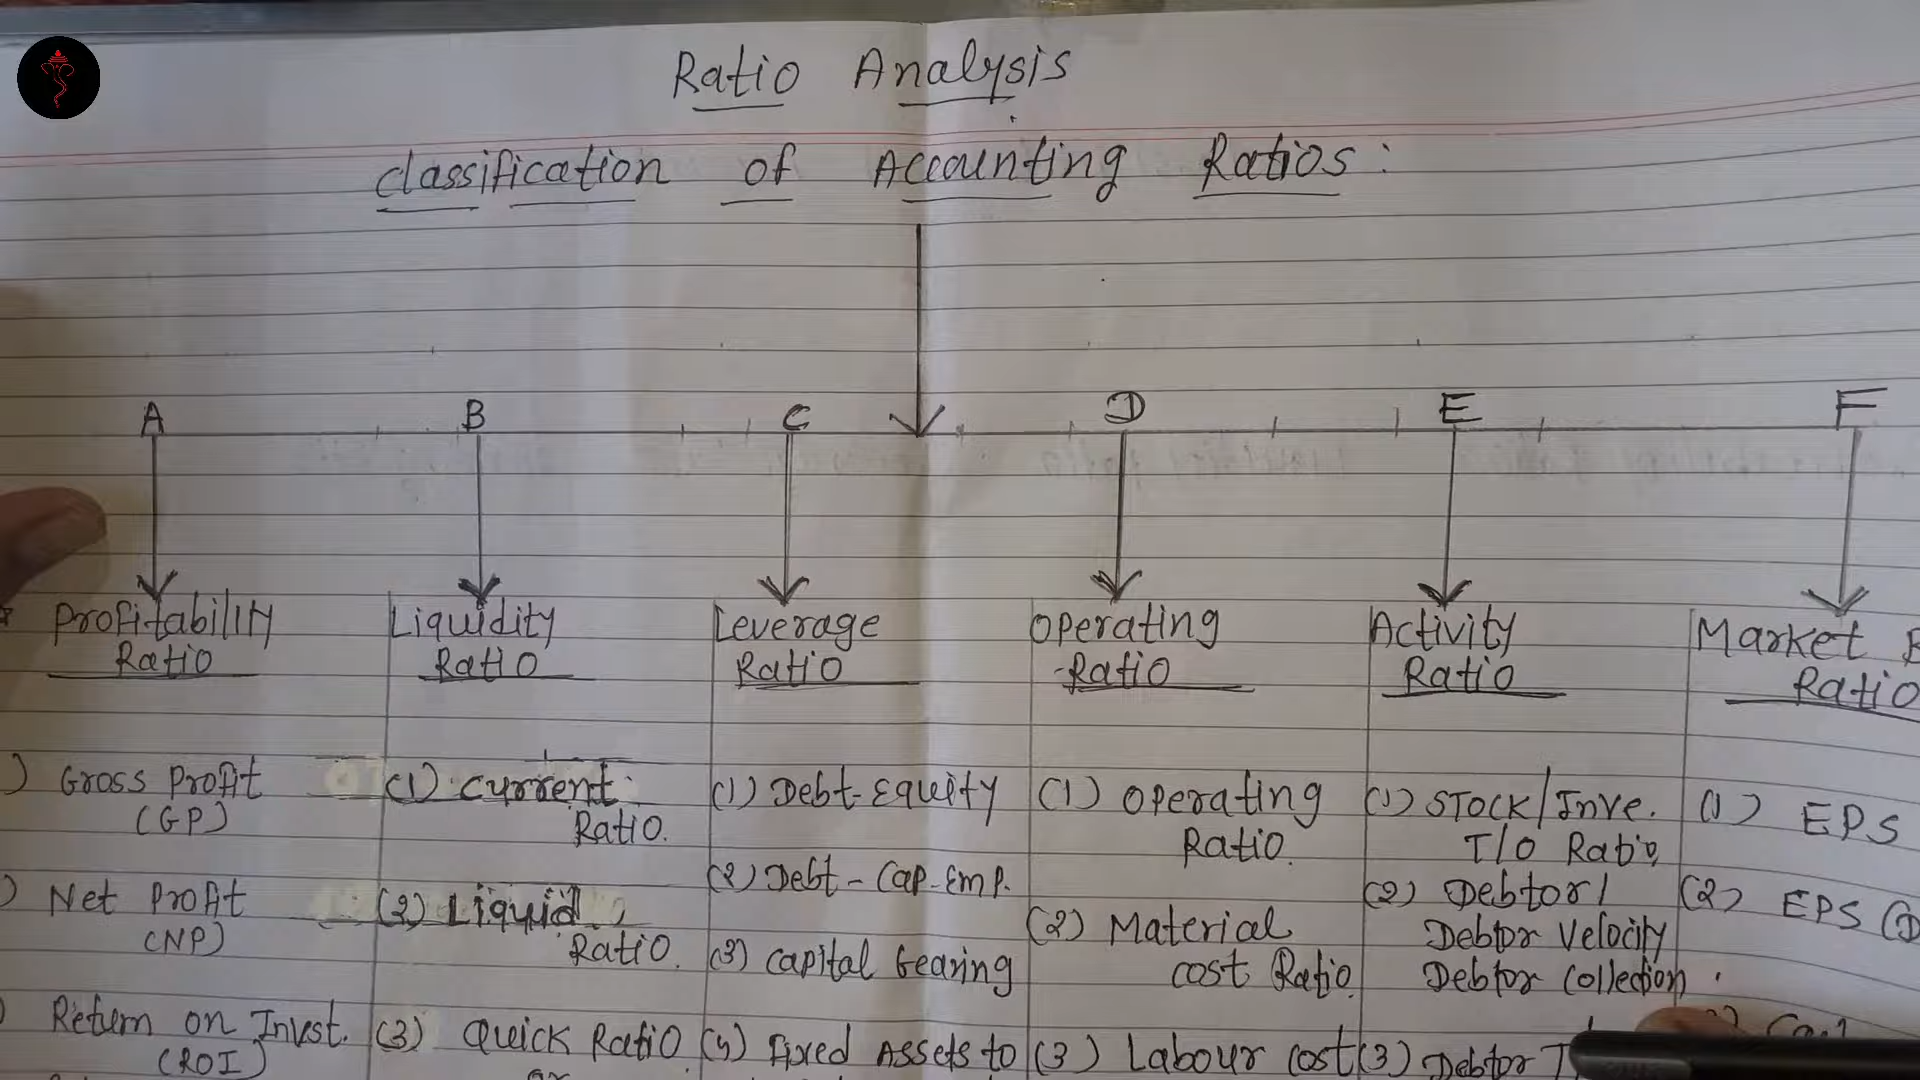 Ratio Analysis
Classification of Accounting Ratios:
A B C D E F
Profitability
Ratio
Liquidity
Ratio
Leverage
Ratio
Operating
Ratio
Activity
Ratio
Market
Ratio
) Gross Profit
(GP)
) Net Profit
(NP)
) Return on Invst.
(ROI)
(1) Current
Ratio.
(2) Liquid
Ratio.
(3) Quick Ratio
or
(1) Debt-Equity
(2) Debt-Cap-Emp.
(3) Capital Gearing
(4) Fixed Assets to
(1) Operating
Ratio.
(2) Material
Cost Ratio.
(3) Labour Cost
(1) Stock/Inve.
T/O Ratio,
(2) Debtor/
Debtor Velocity
Debtor Collection
(3) Debtor T
(1) EPS
(2) EPS